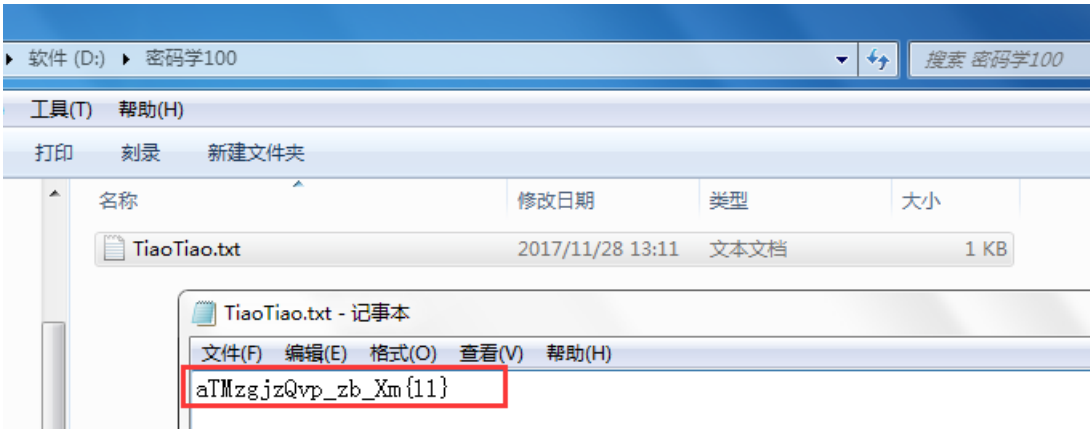 软件 (D:) 密码学100 搜索 密码学100
工具(T) 帮助(H)
打印 刻录 新建文件夹
名称 修改日期 类型 大小
TiaoTiao.txt 2017/11/28 13:11 文本文档 1 KB
TiaoTiao.txt - 记事本
文件(F) 编辑(E) 格式(O) 查看(V) 帮助(H)
aTMzgjzQvp_zb_Xm{11}